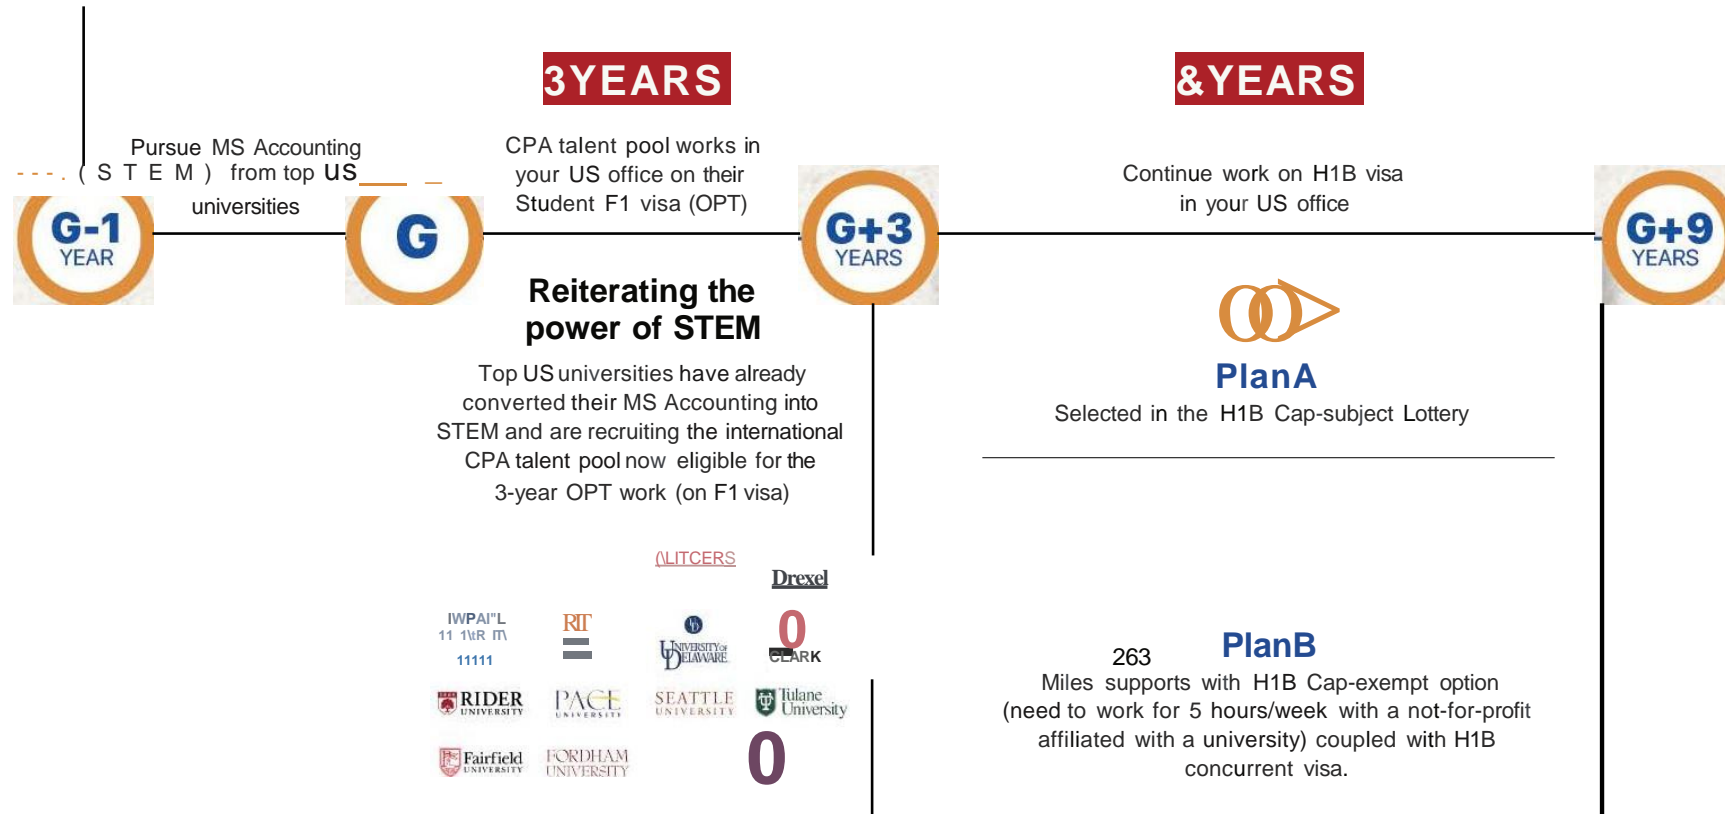 3YEARS
&YEARS
Pursue MS Accounting
(STEM) from top US
universities
CPA talent pool works in
your US office on their
Student F1 visa (OPT)
Continue work on H1B visa
in your US office
G-1
YEAR
G
G+3
YEARS
G+9
YEARS
Reiterating the
power of STEM
Top US universities have already
converted their MS Accounting into
STEM and are recruiting the international
CPA talent pool now eligible for the
3-year OPT work (on F1 visa)
PlanA
Selected in the H1B Cap-subject Lottery
(\LITCERS
Drexel
IWPAI"L
RIT
UD
UNIVERSITY OF
DELAWARE
0
CLARK
11111
RIDER
UNIVERSITY
PACE
UNIVERSITY
SEATTLE
UNIVERSITY
Tulane
University
Fairfield
UNIVERSITY
FORDHAM
UNIVERSITY
0
263
PlanB
Miles supports with H1B Cap-exempt option
(need to work for 5 hours/week with a not-for-profit
affiliated with a university) coupled with H1B
concurrent visa.